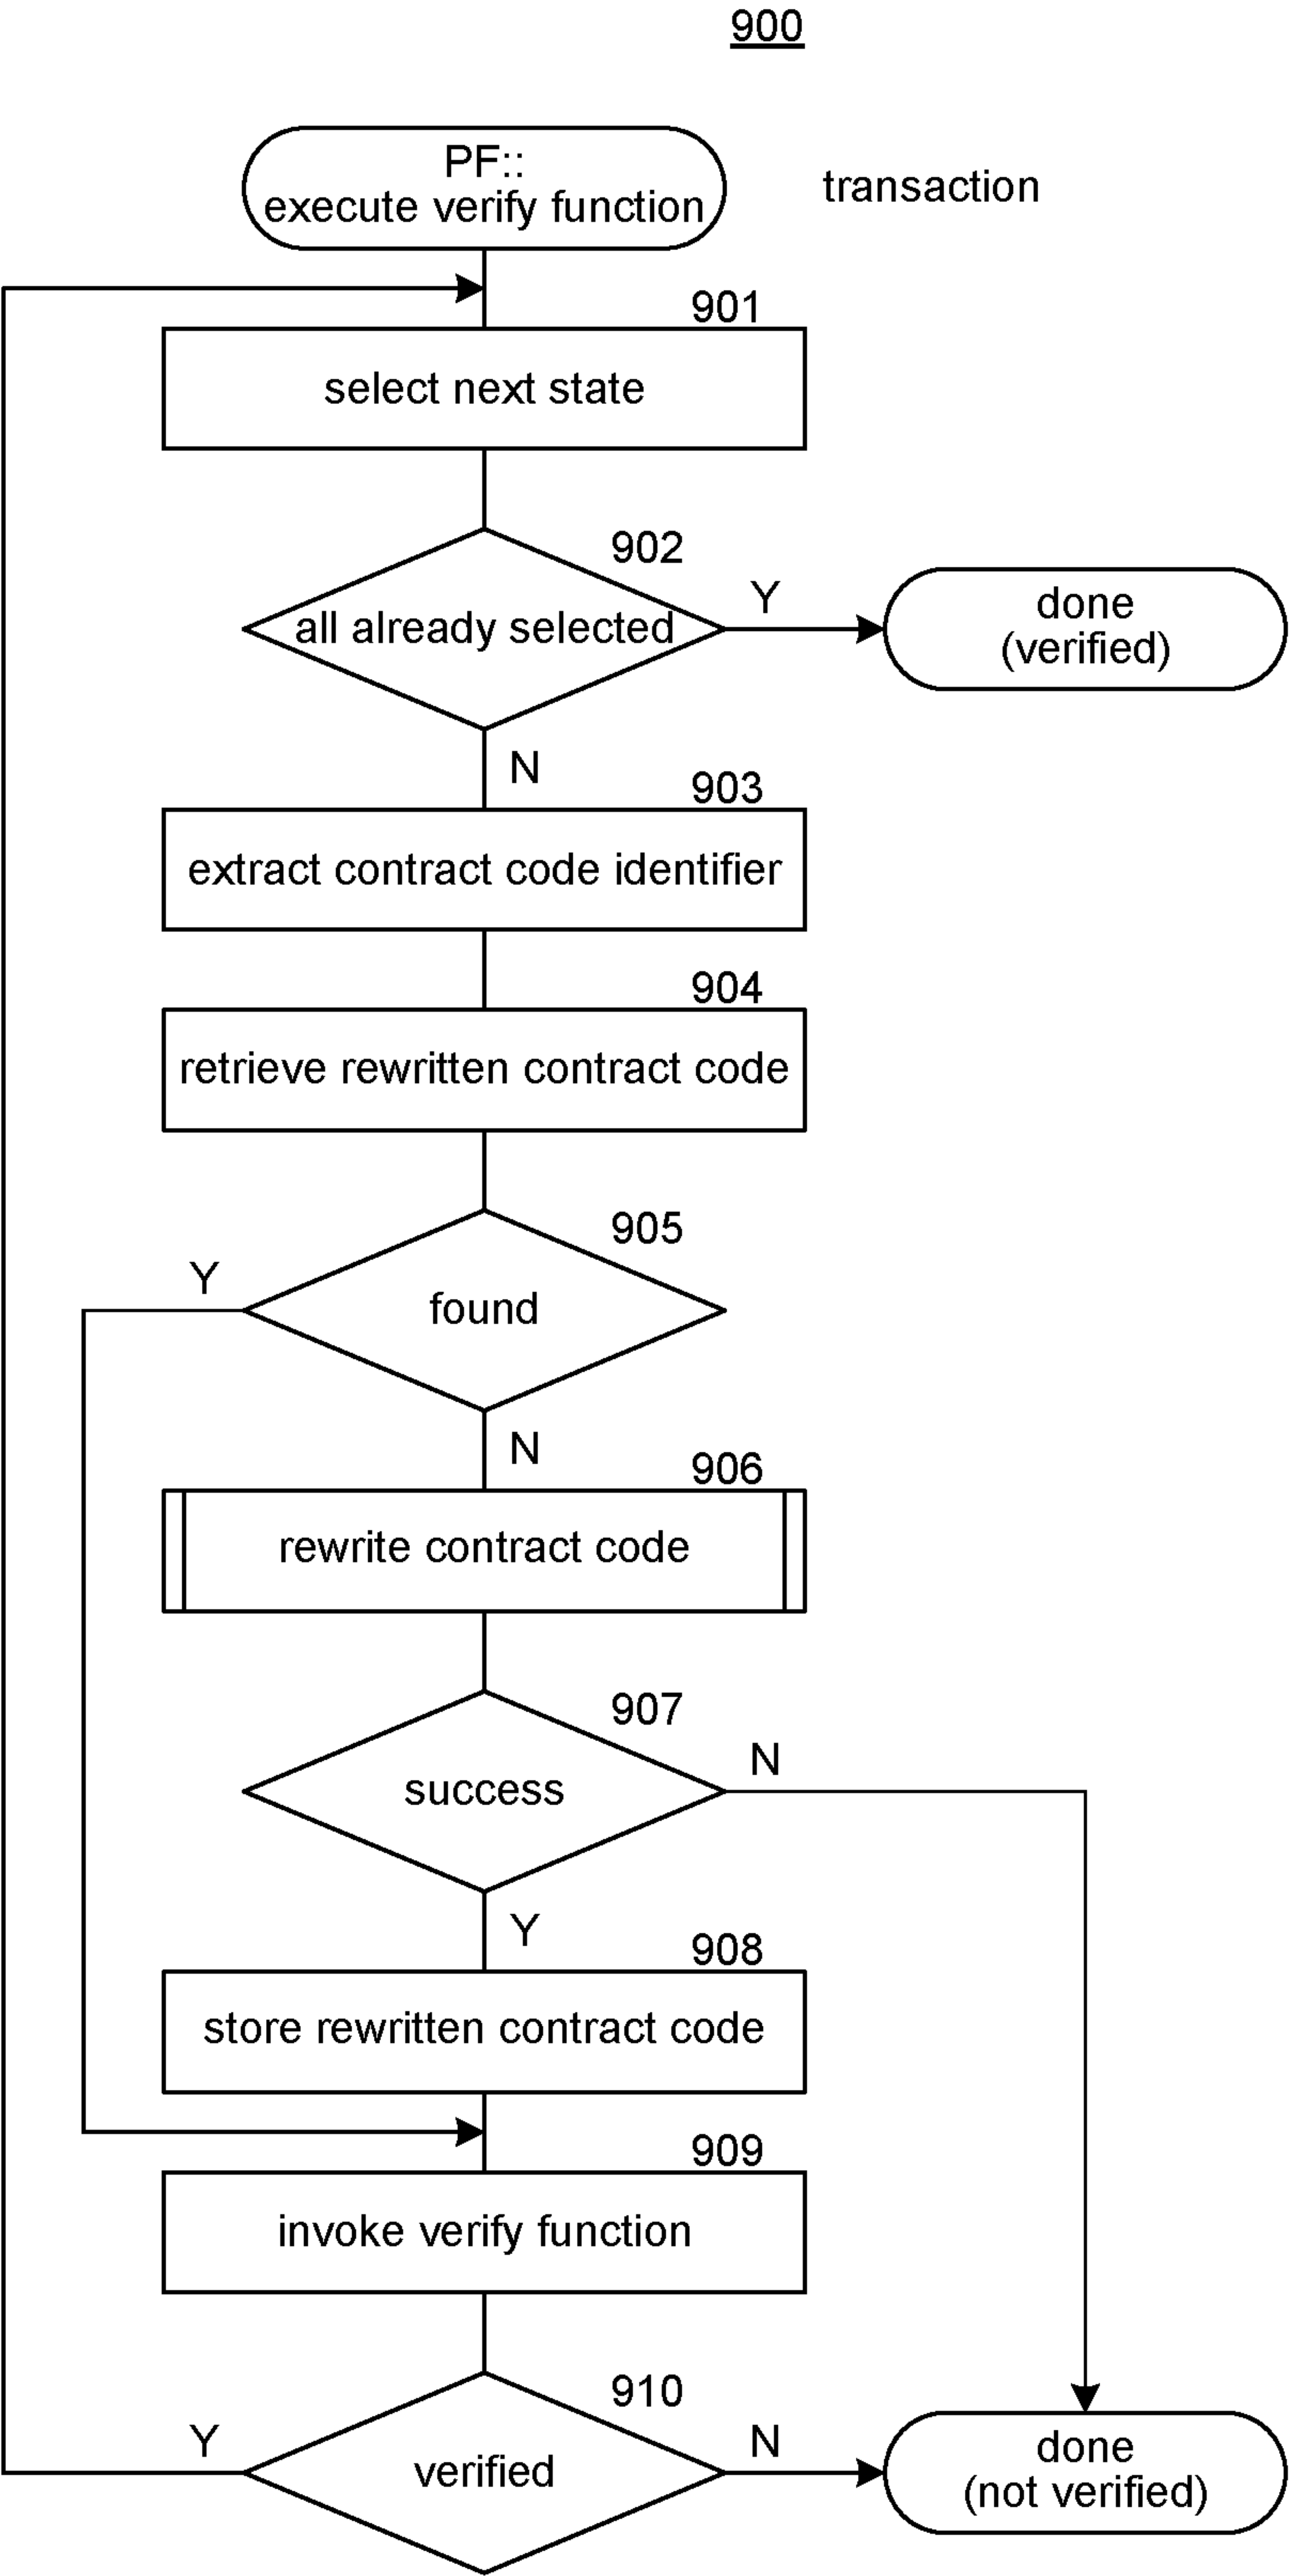 900
PF::
execute verify function
transaction
901
select next state
902
all already selected
Y
done
(verified)
N
903
extract contract code identifier
904
retrieve rewritten contract code
905
Y
found
N
906
rewrite contract code
907
N
success
Y
908
store rewritten contract code
909
invoke verify function
910
Y
verified
N
done
(not verified)